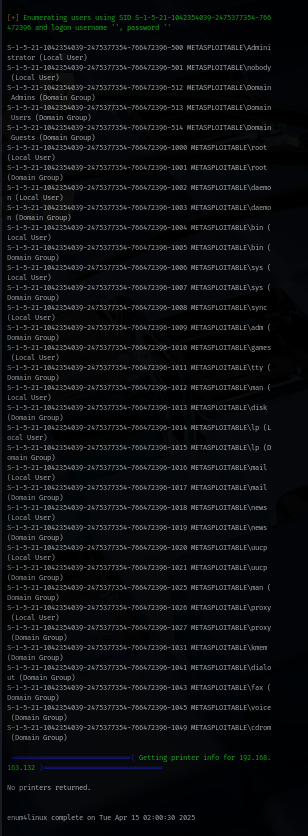 [+] Enumerating users using SID S-1-5-21-1042354039-2475377354-766
472396 and logon username '', password ''
S-1-5-21-1042354039-2475377354-766472396-500 METASPLOITABLE\Admini
strator (Local User)
S-1-5-21-1042354039-2475377354-766472396-501 METASPLOITABLE\nobody
(Local User)
S-1-5-21-1042354039-2475377354-766472396-512 METASPLOITABLE\Domain
Admins (Domain Group)
S-1-5-21-1042354039-2475377354-766472396-513 METASPLOITABLE\Domain
Users (Domain Group)
S-1-5-21-1042354039-2475377354-766472396-514 METASPLOITABLE\Domain
Guests (Domain Group)
S-1-5-21-1042354039-2475377354-766472396-1000 METASPLOITABLE\root
(Local User)
S-1-5-21-1042354039-2475377354-766472396-1001 METASPLOITABLE\root
(Domain Group)
S-1-5-21-1042354039-2475377354-766472396-1002 METASPLOITABLE\daemo
n (Local User)
S-1-5-21-1042354039-2475377354-766472396-1003 METASPLOITABLE\daemo
n (Domain Group)
S-1-5-21-1042354039-2475377354-766472396-1004 METASPLOITABLE\bin (
Local User)
S-1-5-21-1042354039-2475377354-766472396-1005 METASPLOITABLE\bin (
Domain Group)
S-1-5-21-1042354039-2475377354-766472396-1006 METASPLOITABLE\sys (
Local User)
S-1-5-21-1042354039-2475377354-766472396-1007 METASPLOITABLE\sys (
Domain Group)
S-1-5-21-1042354039-2475377354-766472396-1008 METASPLOITABLE\sync
(Local User)
S-1-5-21-1042354039-2475377354-766472396-1009 METASPLOITABLE\adm (
Domain Group)
S-1-5-21-1042354039-2475377354-766472396-1010 METASPLOITABLE\games
(Local User)
S-1-5-21-1042354039-2475377354-766472396-1011 METASPLOITABLE\tty (
Domain Group)
S-1-5-21-1042354039-2475377354-766472396-1012 METASPLOITABLE\man (
Local User)
S-1-5-21-1042354039-2475377354-766472396-1013 METASPLOITABLE\disk
(Domain Group)
S-1-5-21-1042354039-2475377354-766472396-1014 METASPLOITABLE\lp (L
ocal User)
S-1-5-21-1042354039-2475377354-766472396-1015 METASPLOITABLE\lp (D
omain Group)
S-1-5-21-1042354039-2475377354-766472396-1016 METASPLOITABLE\mail
(Local User)
S-1-5-21-1042354039-2475377354-766472396-1017 METASPLOITABLE\mail
(Domain Group)
S-1-5-21-1042354039-2475377354-766472396-1018 METASPLOITABLE\news
(Local User)
S-1-5-21-1042354039-2475377354-766472396-1019 METASPLOITABLE\news
(Domain Group)
S-1-5-21-1042354039-2475377354-766472396-1020 METASPLOITABLE\uucp
(Local User)
S-1-5-21-1042354039-2475377354-766472396-1021 METASPLOITABLE\uucp
(Domain Group)
S-1-5-21-1042354039-2475377354-766472396-1025 METASPLOITABLE\man (
Domain Group)
S-1-5-21-1042354039-2475377354-766472396-1026 METASPLOITABLE\proxy
(Local User)
S-1-5-21-1042354039-2475377354-766472396-1027 METASPLOITABLE\proxy
(Domain Group)
S-1-5-21-1042354039-2475377354-766472396-1031 METASPLOITABLE\kmem
(Domain Group)
S-1-5-21-1042354039-2475377354-766472396-1041 METASPLOITABLE\dialo
ut (Domain Group)
S-1-5-21-1042354039-2475377354-766472396-1043 METASPLOITABLE\fax (
Domain Group)
S-1-5-21-1042354039-2475377354-766472396-1045 METASPLOITABLE\voice
(Domain Group)
S-1-5-21-1042354039-2475377354-766472396-1049 METASPLOITABLE\cdrom
(Domain Group)
==============================( Getting printer info for 192.168.
163.132 )==============================
No printers returned.
enum4linux complete on Tue Apr 15 02:00:30 2025